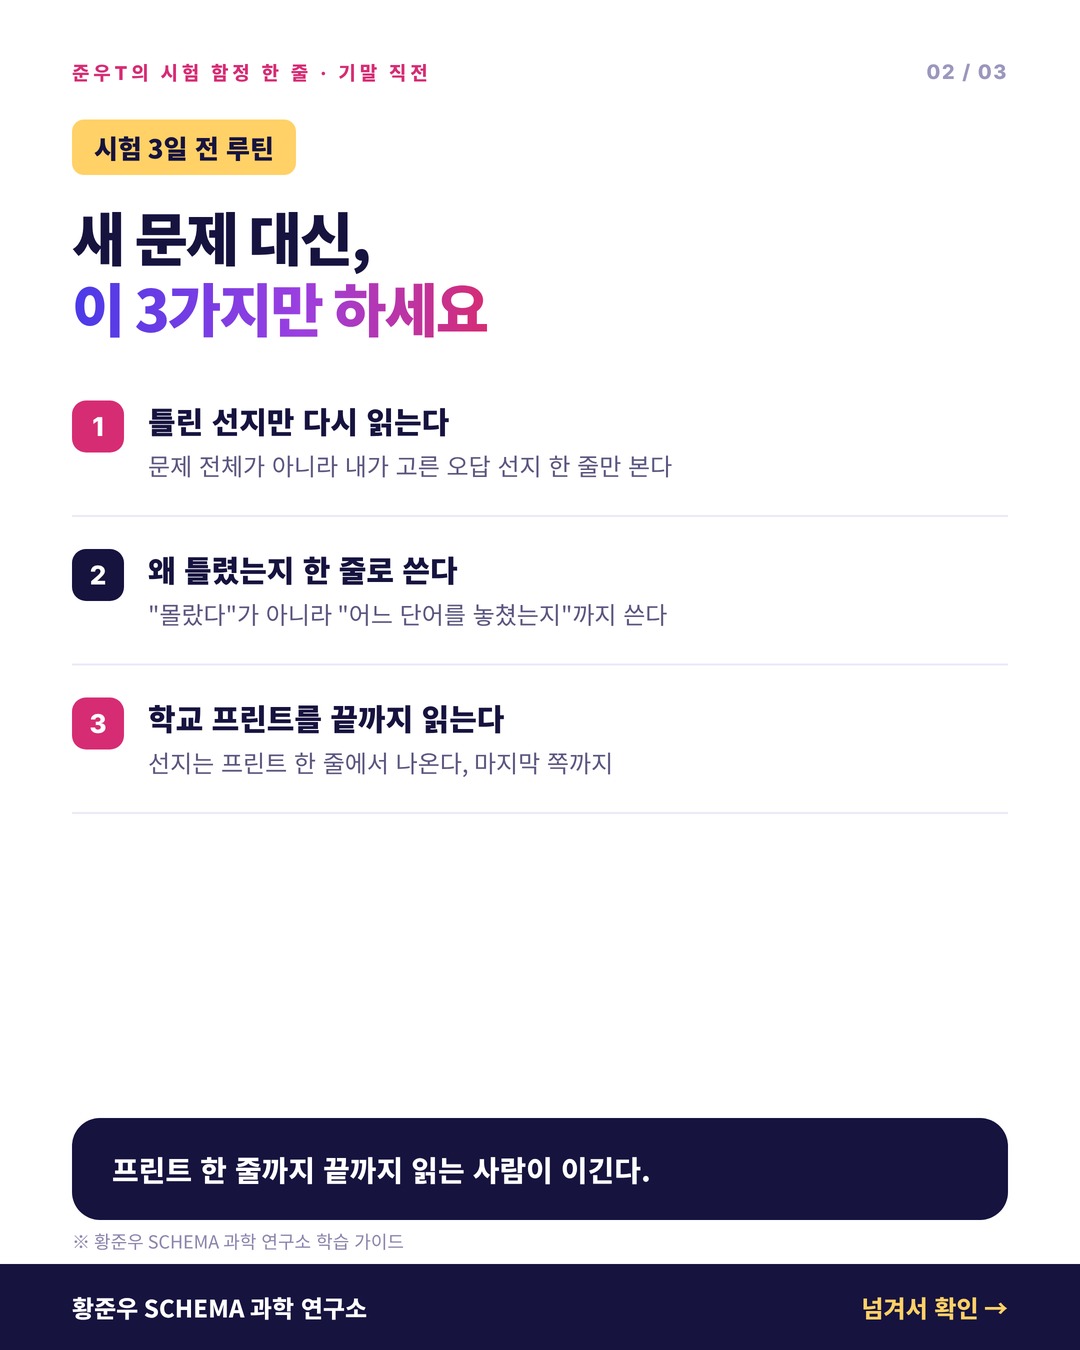 준우T의 시험 함정 한 줄 · 기말 직전
02 / 03
시험 3일 전 루틴
새 문제 대신,
이 3가지만 하세요
1
틀린 선지만 다시 읽는다
문제 전체가 아니라 내가 고른 오답 선지 한 줄만 본다
2
왜 틀렸는지 한 줄로 쓴다
"몰랐다"가 아니라 "어느 단어를 놓쳤는지"까지 쓴다
3
학교 프린트를 끝까지 읽는다
선지는 프린트 한 줄에서 나온다, 마지막 쪽까지
프린트 한 줄까지 끝까지 읽는 사람이 이긴다.
※ 황준우 SCHEMA 과학 연구소 학습 가이드
황준우 SCHEMA 과학 연구소
넘겨서 확인 →